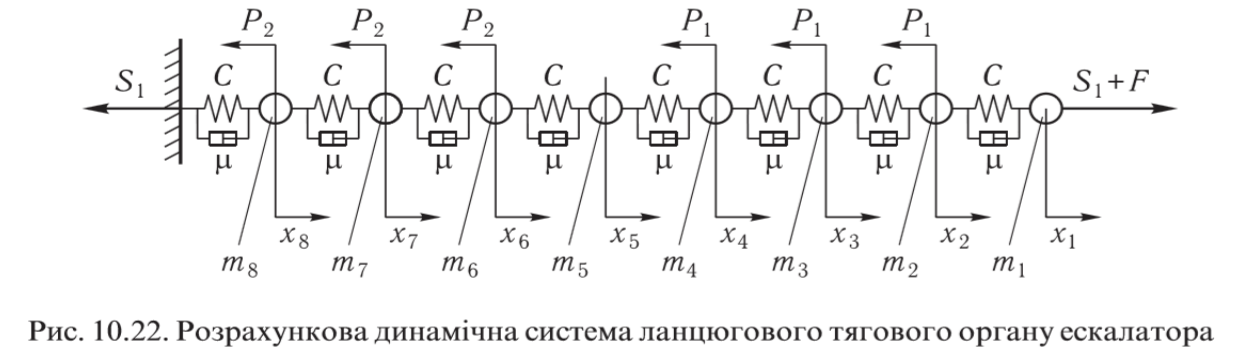 P2 P2 P2 P1 P1 P1
S1 C C C C C C C C S1+F
μ μ μ μ μ μ μ μ
x8 x7 x6 x5 x4 x3 x2 x1
m8 m7 m6 m5 m4 m3 m2 m1
Рис. 10.22. Розрахункова динамічна система ланцюгового тягового органу ескалатора